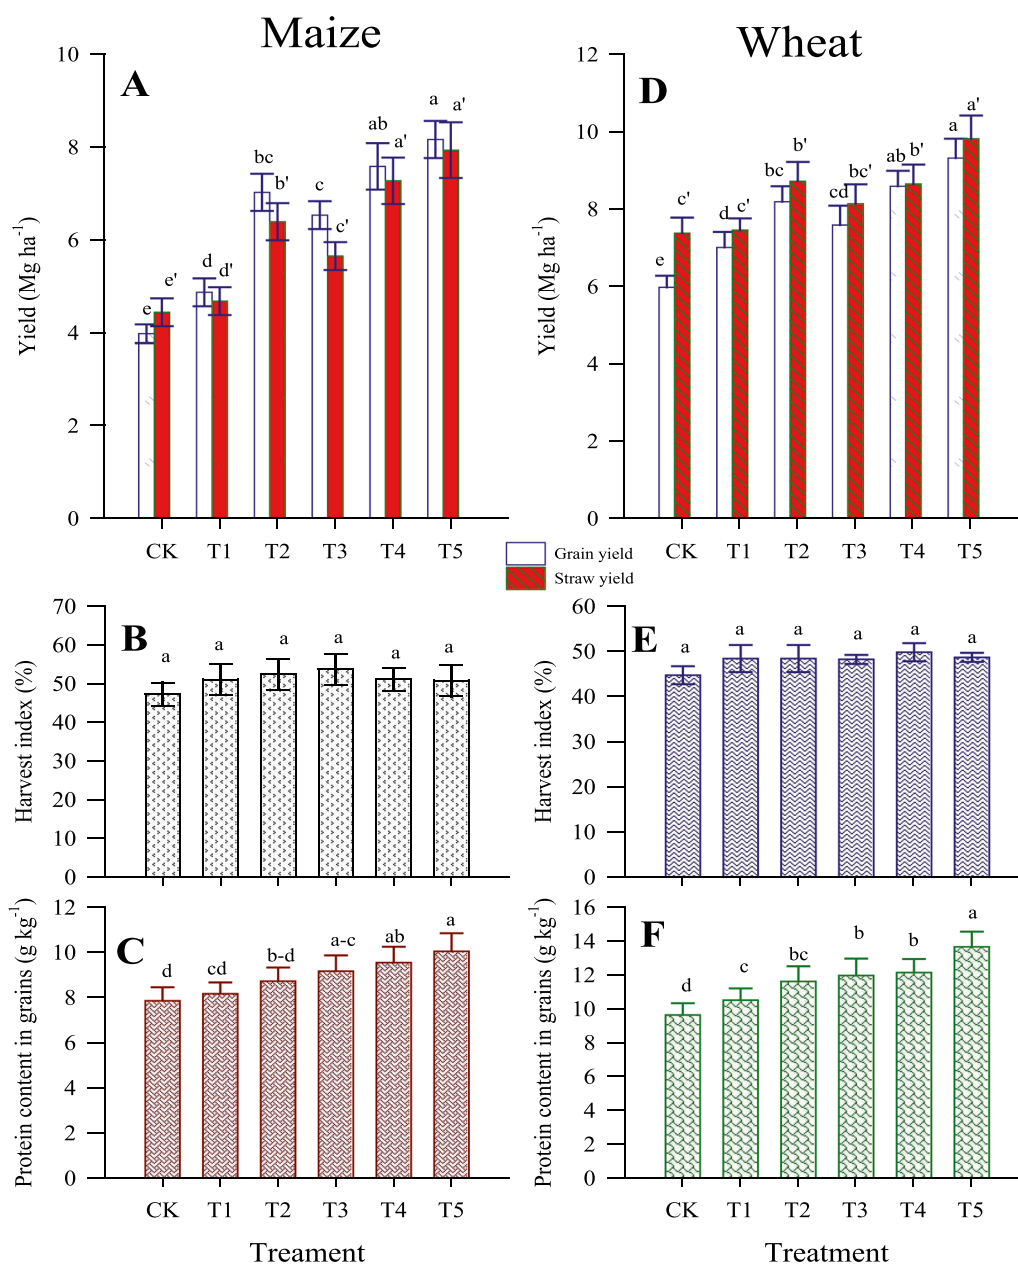 Maize
Wheat
A
Yield (Mg ha⁻¹)
10
8
6
4
2
0
e e' d d' bc b' c c' ab a' a a'
CK T1 T2 T3 T4 T5
D
Yield (Mg ha⁻¹)
12
10
8
6
4
2
0
e c' d c' bc b' cd bc' ab b' a a'
CK T1 T2 T3 T4 T5
Grain yield
Straw yield
B
Harvest index (%)
70
60
50
40
30
20
10
0
a a a a a a
E
Harvest index (%)
60
50
40
30
20
10
0
a a a a a a
C
Protein content in grains (g kg⁻¹)
12
10
8
6
4
2
0
d cd b-d a-c ab a
CK T1 T2 T3 T4 T5
Treament
F
Protein content in grains (g kg⁻¹)
16
14
12
10
8
6
4
2
0
d c bc b b a
CK T1 T2 T3 T4 T5
Treatment